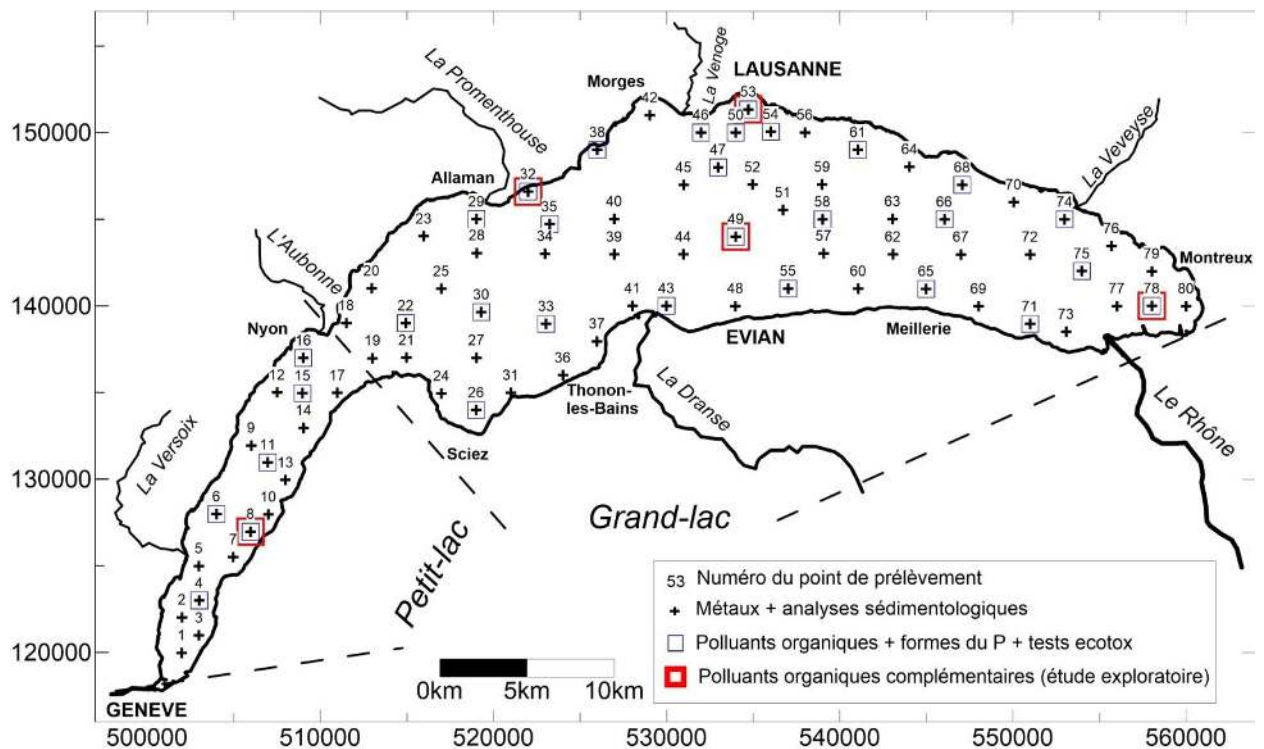 150000
140000
130000
120000
500000 510000 520000 530000 540000 550000 560000
La Promenthouse
La Venoge
LAUSANNE
Morges
La Veveyse
Allaman
L'Aubonne
Nyon
Montreux
EVIAN
Meillerie
Thonon-
les-Bains
La Dranse
Sciez
Le Rhône
La Versoix
Grand-lac
Petit-lac
GENEVE
0km 5km 10km
53 Numéro du point de prélèvement
Métaux + analyses sédimentologiques
Polluants organiques + formes du P + tests ecotox
Polluants organiques complémentaires (étude exploratoire)
53
42
46 50 54 56
38
61
47
64
32
45 52 59
68
70
29 35 40
51
58 63 66
74
23
49
28 34 39 44
57 62 67 72
76
79
75
20 25
55 60 65
18 22 30 33
41 43 48
69
71 73
77 78 80
16 19 21 27
37
12 15 17
24 26 31 36
14
9 11
13
6 10
8
7
5
4
2
3
1